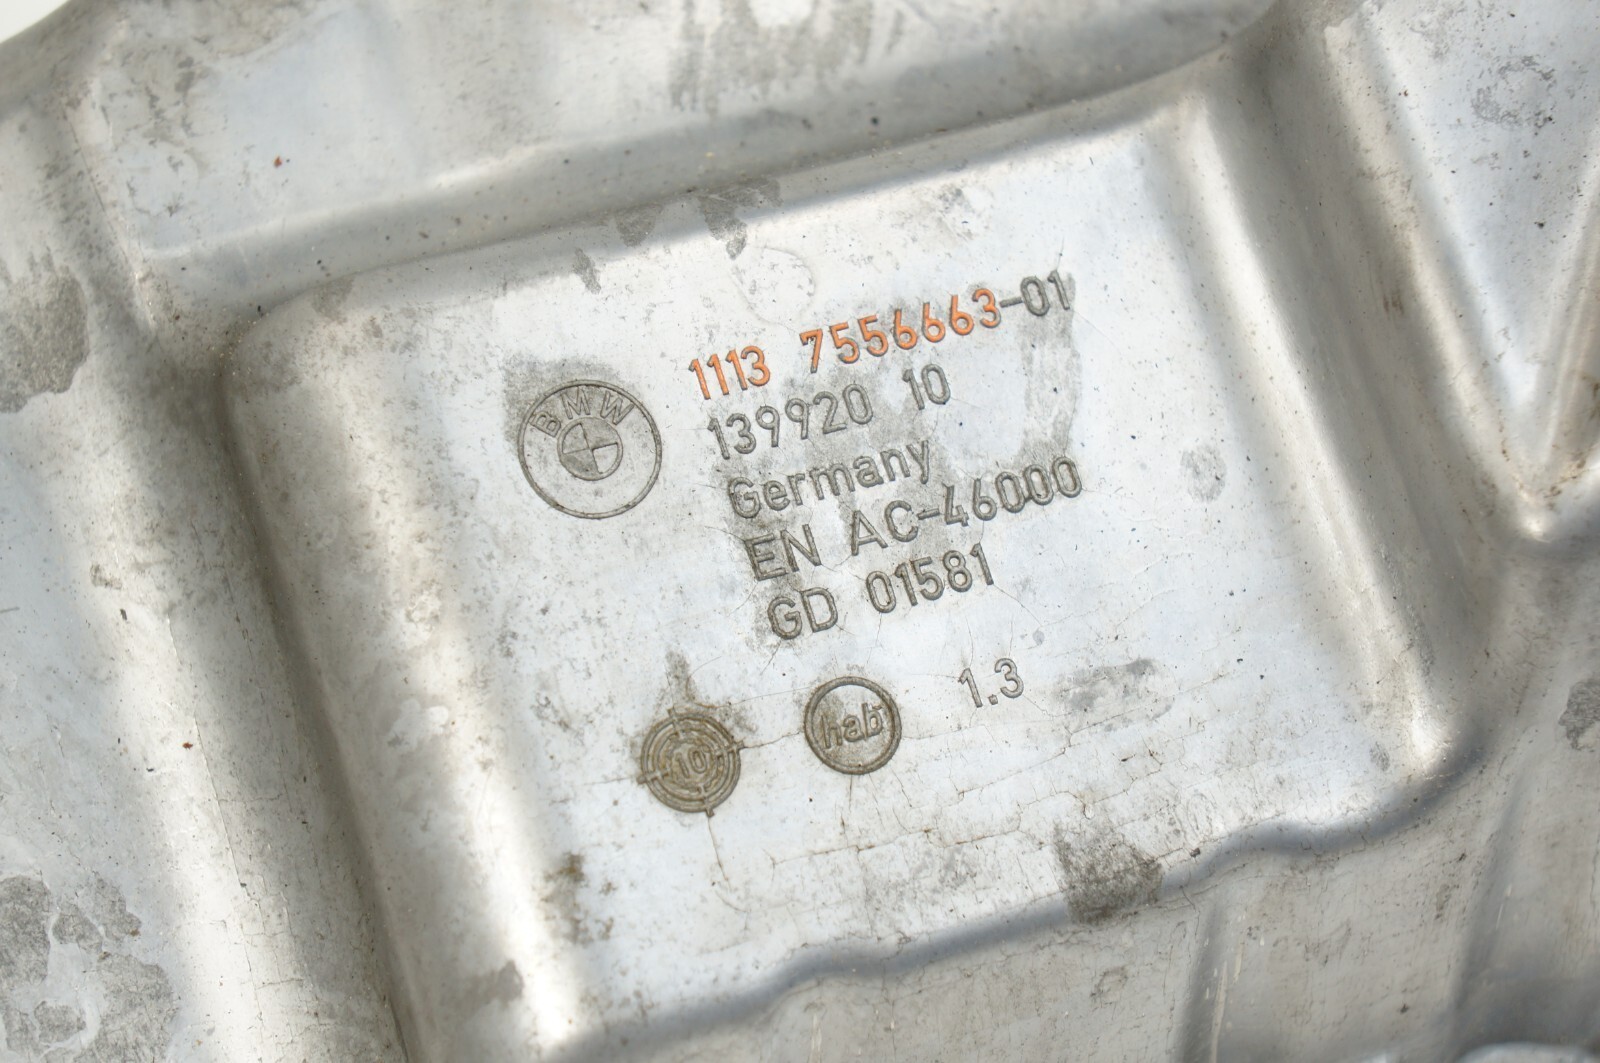 BMW
1113 7556663-01
139920 10
Germany
EN AC-46000
GD 01581
1.3
hab
10